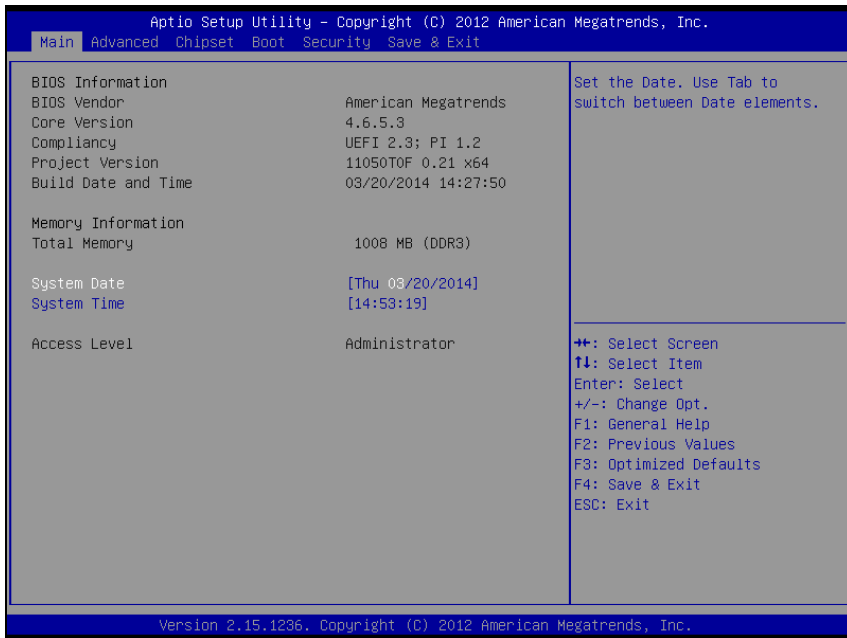 Aptio Setup Utility – Copyright (C) 2012 American Megatrends, Inc.
Main Advanced Chipset Boot Security Save & Exit
BIOS Information
BIOS Vendor American Megatrends
Core Version 4.6.5.3
Compliancy UEFI 2.3; PI 1.2
Project Version 11050T0F 0.21 x64
Build Date and Time 03/20/2014 14:27:50
Memory Information
Total Memory 1008 MB (DDR3)
System Date [Thu 03/20/2014]
System Time [14:53:19]
Access Level Administrator
Set the Date. Use Tab to
switch between Date elements.
→←: Select Screen
↑↓: Select Item
Enter: Select
+/-: Change Opt.
F1: General Help
F2: Previous Values
F3: Optimized Defaults
F4: Save & Exit
ESC: Exit
Version 2.15.1236. Copyright (C) 2012 American Megatrends, Inc.